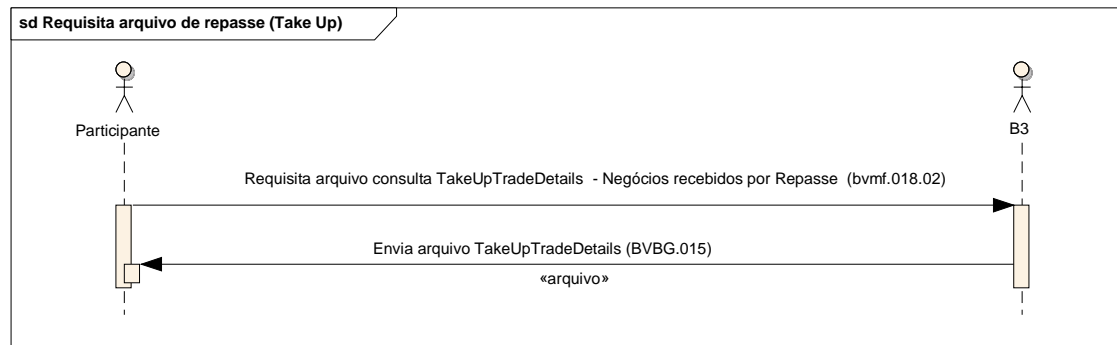 sd Requisita arquivo de repasse (Take Up)
Participante
B3
Requisita arquivo consulta TakeUpTradeDetails - Negócios recebidos por Repasse (bvmf.018.02)
Envia arquivo TakeUpTradeDetails (BVBG.015)
«arquivo»